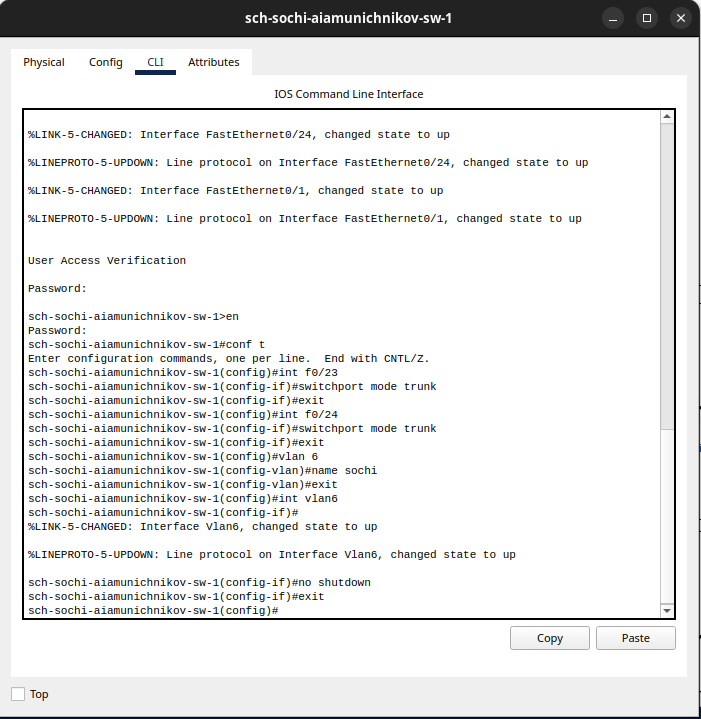 sch-sochi-aiamunichnikov-sw-1
Physical Config CLI Attributes
IOS Command Line Interface
%LINK-5-CHANGED: Interface FastEthernet0/24, changed state to up
%LINEPROTO-5-UPDOWN: Line protocol on Interface FastEthernet0/24, changed state to up
%LINK-5-CHANGED: Interface FastEthernet0/1, changed state to up
%LINEPROTO-5-UPDOWN: Line protocol on Interface FastEthernet0/1, changed state to up
User Access Verification
Password:
sch-sochi-aiamunichnikov-sw-1>en
Password:
sch-sochi-aiamunichnikov-sw-1#conf t
Enter configuration commands, one per line.  End with CNTL/Z.
sch-sochi-aiamunichnikov-sw-1(config)#int f0/23
sch-sochi-aiamunichnikov-sw-1(config-if)#switchport mode trunk
sch-sochi-aiamunichnikov-sw-1(config-if)#exit
sch-sochi-aiamunichnikov-sw-1(config)#int f0/24
sch-sochi-aiamunichnikov-sw-1(config-if)#switchport mode trunk
sch-sochi-aiamunichnikov-sw-1(config-if)#exit
sch-sochi-aiamunichnikov-sw-1(config)#vlan 6
sch-sochi-aiamunichnikov-sw-1(config-vlan)#name sochi
sch-sochi-aiamunichnikov-sw-1(config-vlan)#exit
sch-sochi-aiamunichnikov-sw-1(config)#int vlan6
sch-sochi-aiamunichnikov-sw-1(config-if)#
%LINK-5-CHANGED: Interface Vlan6, changed state to up
%LINEPROTO-5-UPDOWN: Line protocol on Interface Vlan6, changed state to up
sch-sochi-aiamunichnikov-sw-1(config-if)#no shutdown
sch-sochi-aiamunichnikov-sw-1(config-if)#exit
sch-sochi-aiamunichnikov-sw-1(config)#
Copy Paste
Top